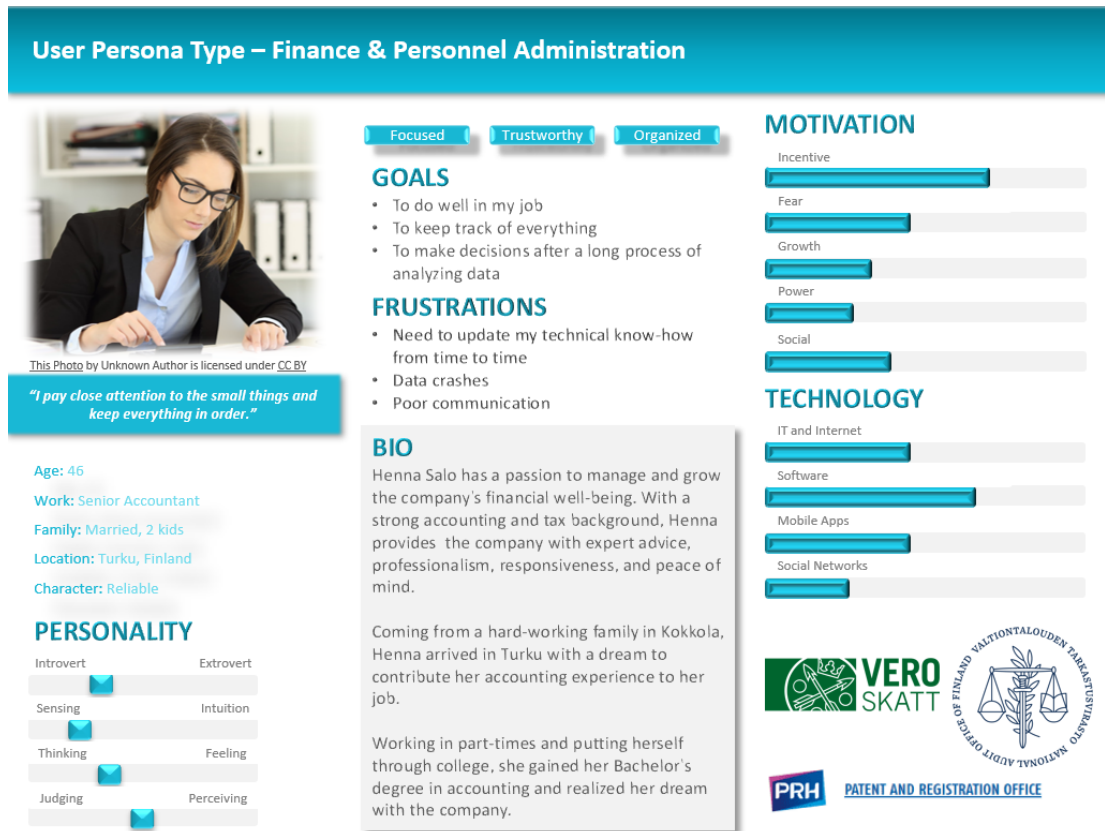 User Persona Type – Finance & Personnel Administration
This Photo by Unknown Author is licensed under CC BY
“I pay close attention to the small things and
keep everything in order.”
Age: 46
Work: Senior Accountant
Family: Married, 2 kids
Location: Turku, Finland
Character: Reliable
PERSONALITY
Introvert Extrovert
Sensing Intuition
Thinking Feeling
Judging Perceiving
Focused Trustworthy Organized
GOALS
• To do well in my job
• To keep track of everything
• To make decisions after a long process of
analyzing data
FRUSTRATIONS
• Need to update my technical know-how
from time to time
• Data crashes
• Poor communication
BIO
Henna Salo has a passion to manage and grow
the company's financial well-being. With a
strong accounting and tax background, Henna
provides the company with expert advice,
professionalism, responsiveness, and peace of
mind.
Coming from a hard-working family in Kokkola,
Henna arrived in Turku with a dream to
contribute her accounting experience to her
job.
Working in part-times and putting herself
through college, she gained her Bachelor's
degree in accounting and realized her dream
with the company.
MOTIVATION
Incentive
Fear
Growth
Power
Social
TECHNOLOGY
IT and Internet
Software
Mobile Apps
Social Networks
VERO
SKATT
VALTIONTALOUDEN TARKASTUSVIRASTO NATIONAL AUDIT OFFICE OF FINLAND
PRH PATENT AND REGISTRATION OFFICE